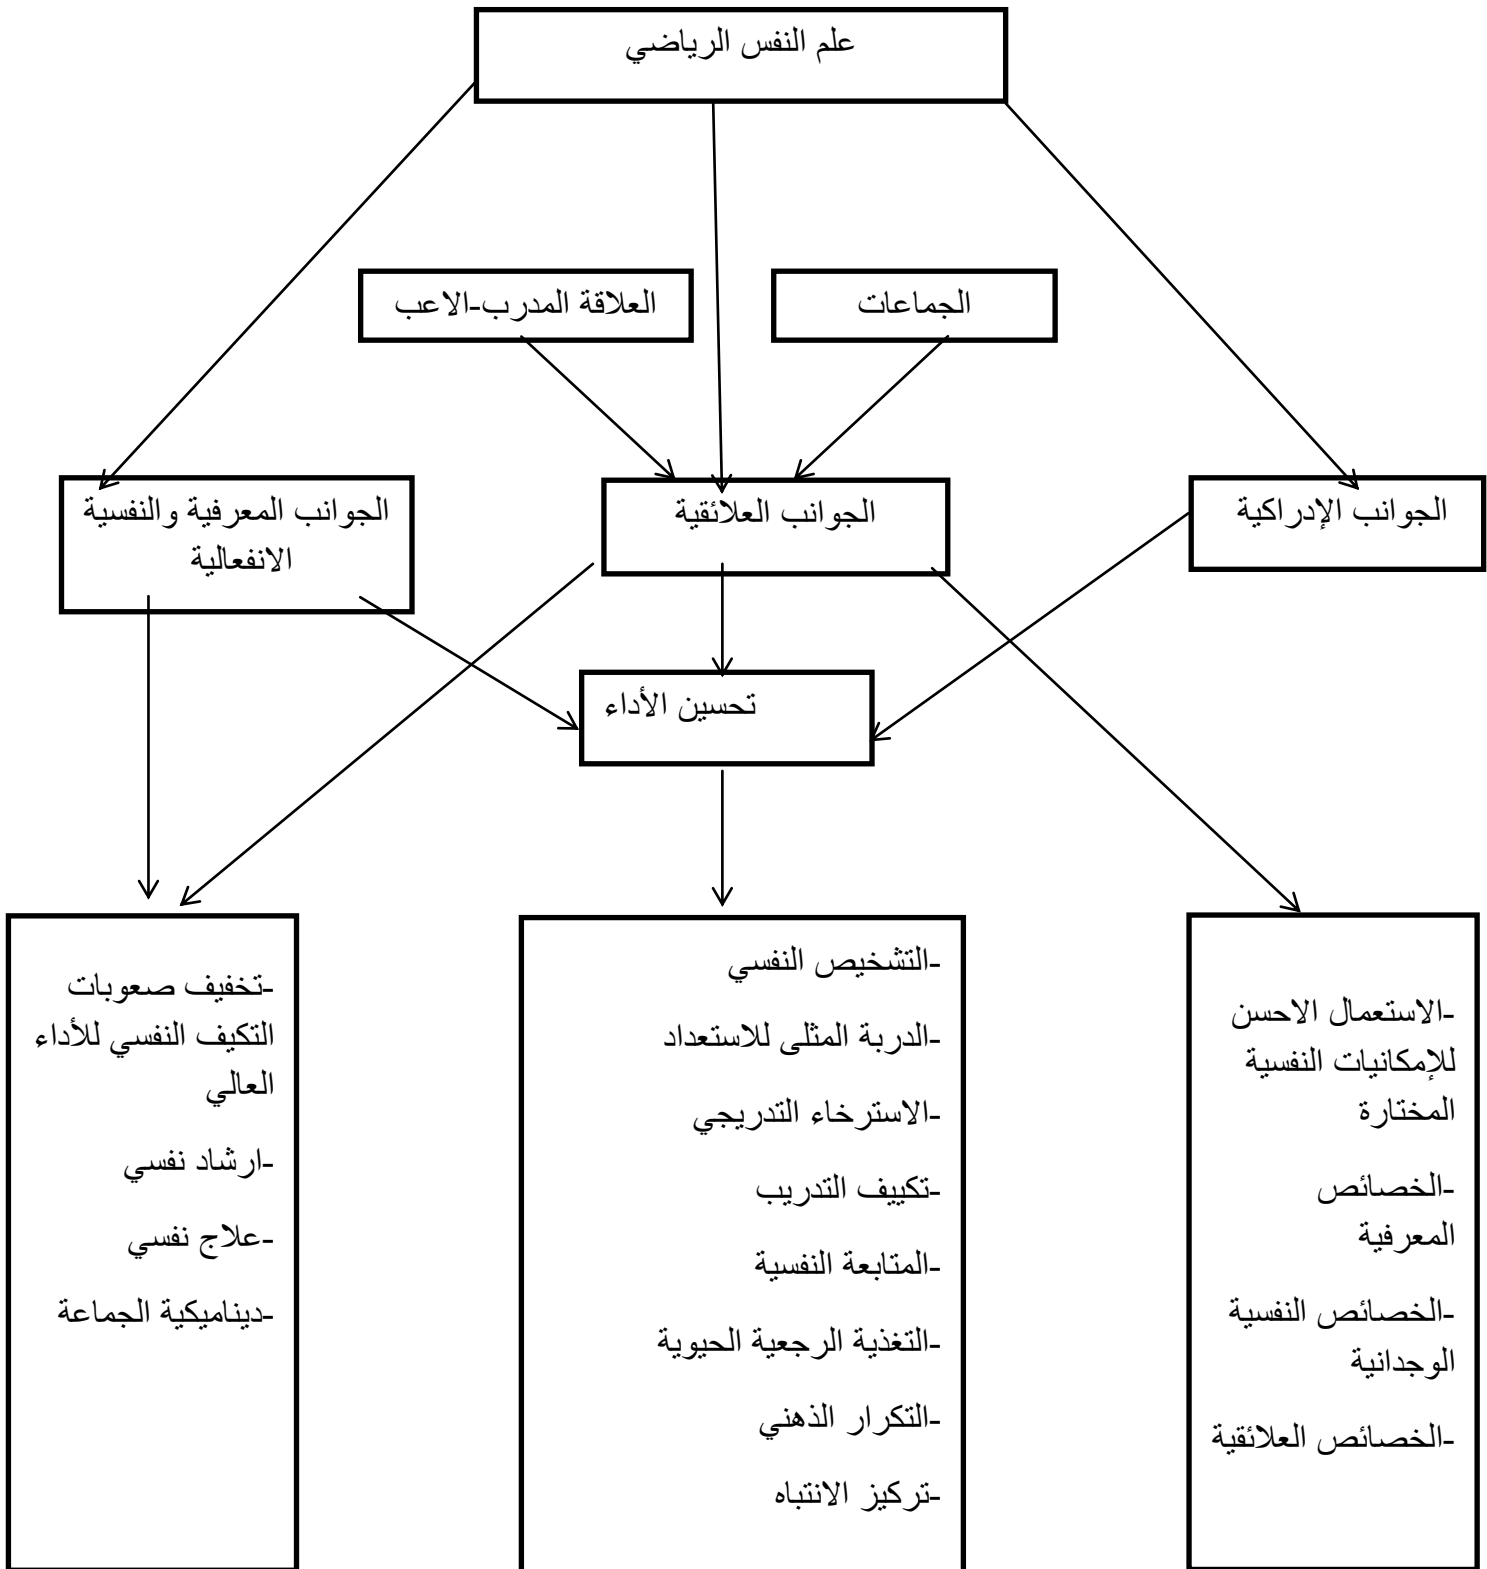 علم النفس الرياضي
الجماعات
العلاقة المدرب-الاعب
الجوانب الإدراكية
الجوانب العلائقية
الجوانب المعرفية والنفسية
الانفعالية
تحسين الأداء
-الاستعمال الاحسن
للإمكانيات النفسية
المختارة
-الخصائص
المعرفية
-الخصائص النفسية
الوجدانية
-الخصائص العلائقية
-التشخيص النفسي
-الدربة المثلى للاستعداد
-الاسترخاء التدريجي
-تكييف التدريب
-المتابعة النفسية
-التغذية الرجعية الحيوية
-التكرار الذهني
-تركيز الانتباه
-تخفيف صعوبات
التكيف النفسي للأداء
العالي
-ارشاد نفسي
-علاج نفسي
-ديناميكية الجماعة